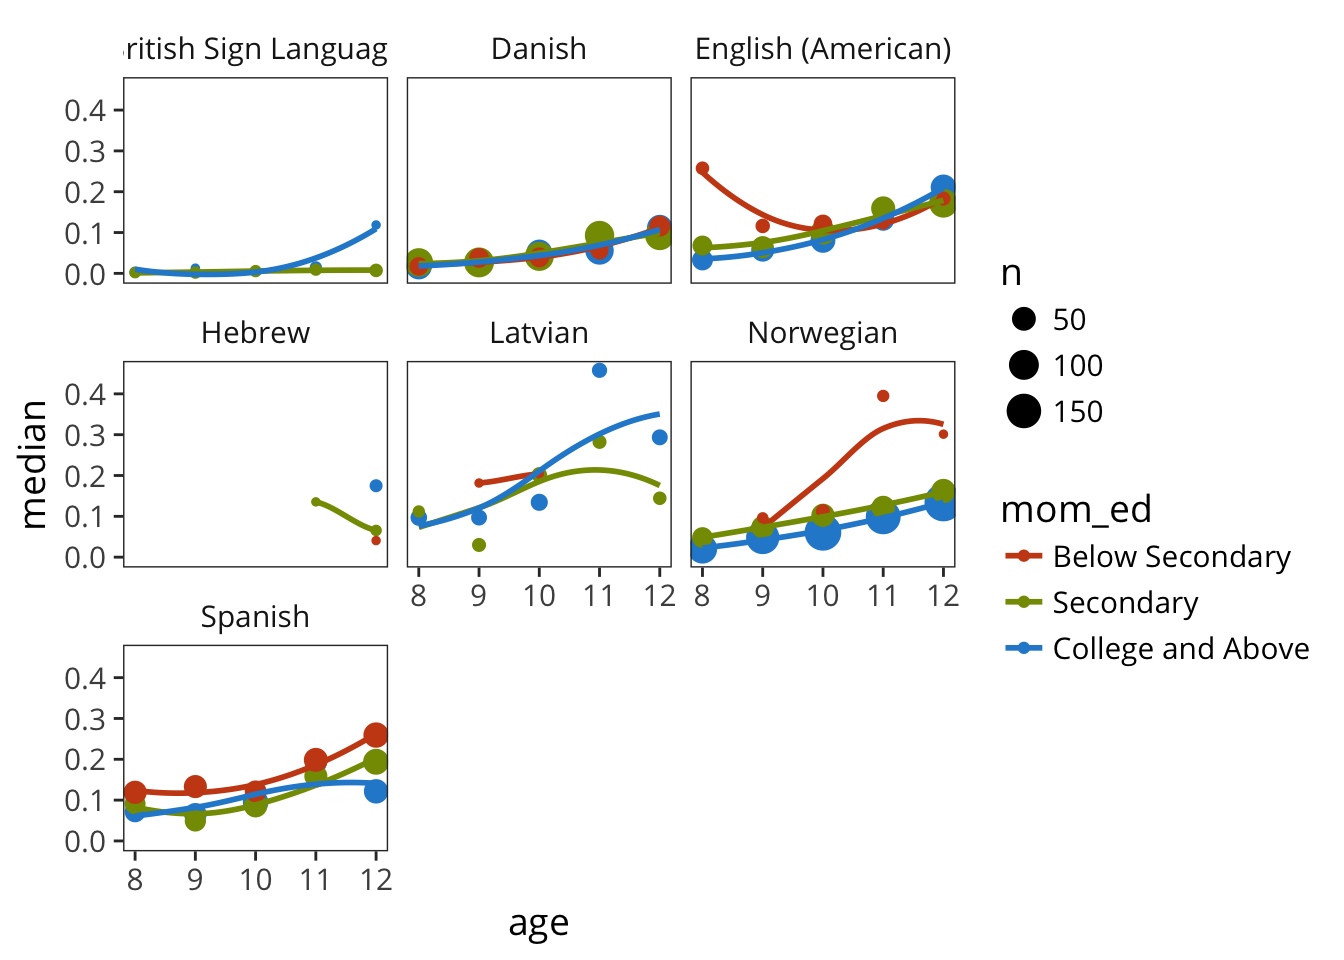 ritish Sign Languag
Danish
English (American)
0.4
0.3
0.2
0.1
0.0
Hebrew
Latvian
Norwegian
0.4
0.3
0.2
0.1
0.0
8 9 10 11 12
8 9 10 11 12
Spanish
0.4
0.3
0.2
0.1
0.0
8 9 10 11 12
median
age
n
50
100
150
mom_ed
Below Secondary
Secondary
College and Above